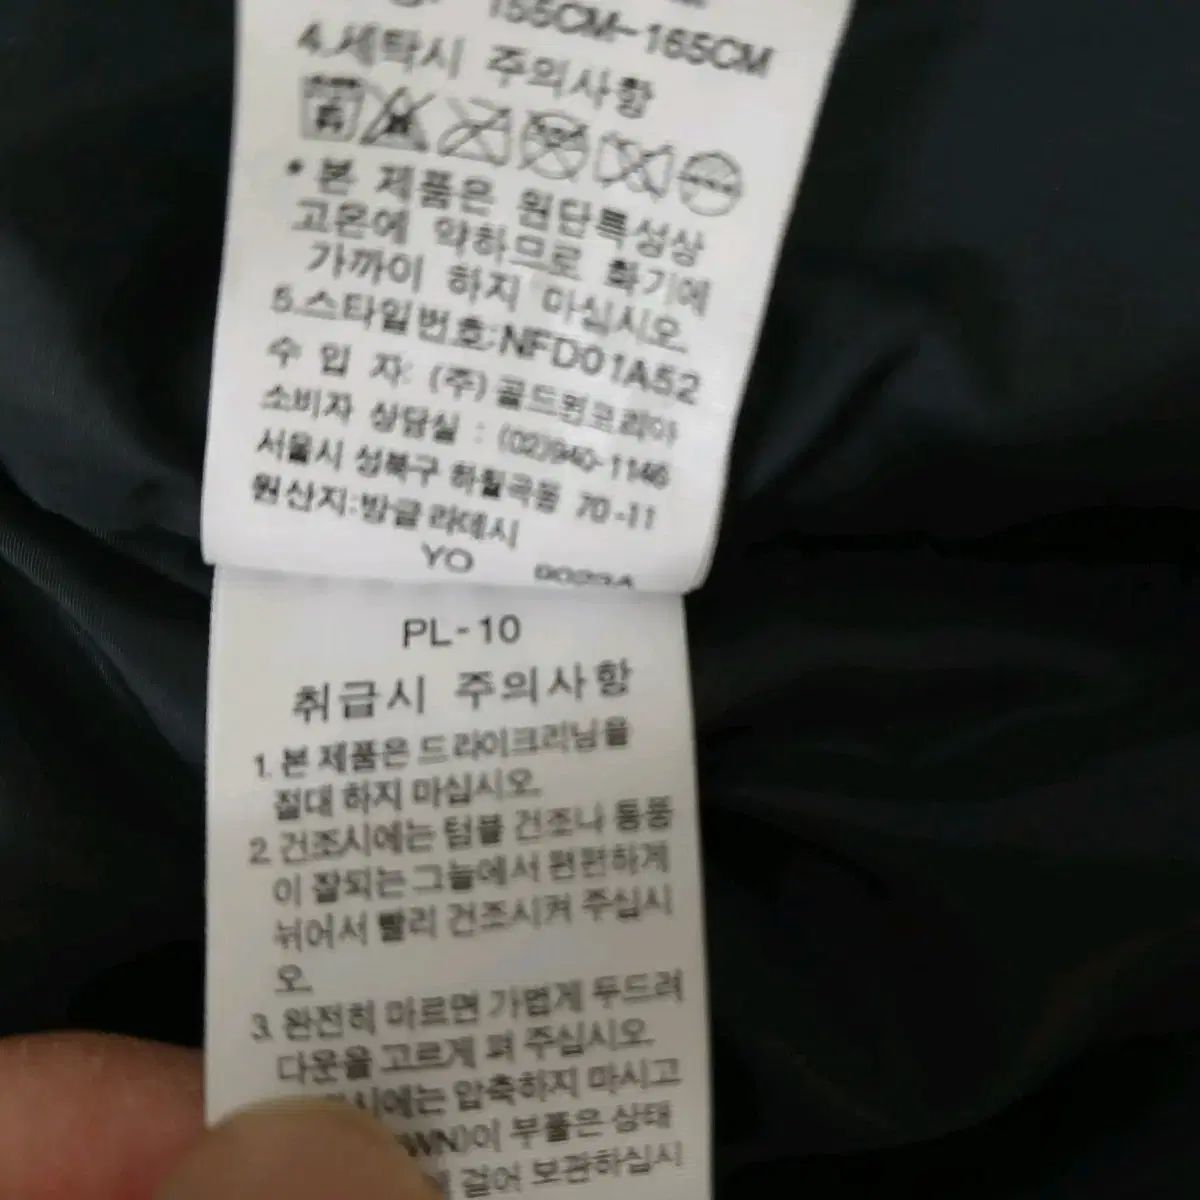 155CM-165CM
4.세탁시 주의사항
* 본 제품은 원단특성상
고온에 약하므로 화기에
가까이 하지 마십시오.
5.스타일번호:NFD01A52
수 입 자: (주)골드윈코리아
소비자 상담실 : (02)940-1146
서울시 성북구 하월곡동 70-11
원산지:방글라데시
YO
PL-10
취급시 주의사항
1. 본 제품은 드라이크리닝을
절대 하지 마십시오.
2. 건조시에는 텀블 건조나 통풍
이 잘되는 그늘에서 편편하게
뉘어서 빨리 건조시켜 주십시
오.
3. 완전히 마르면 가볍게 두드려
다운을 고르게 펴 주십시오.
시에는 압축하지 마시고
WN)이 부풀은 상태
걸어 보관하십시